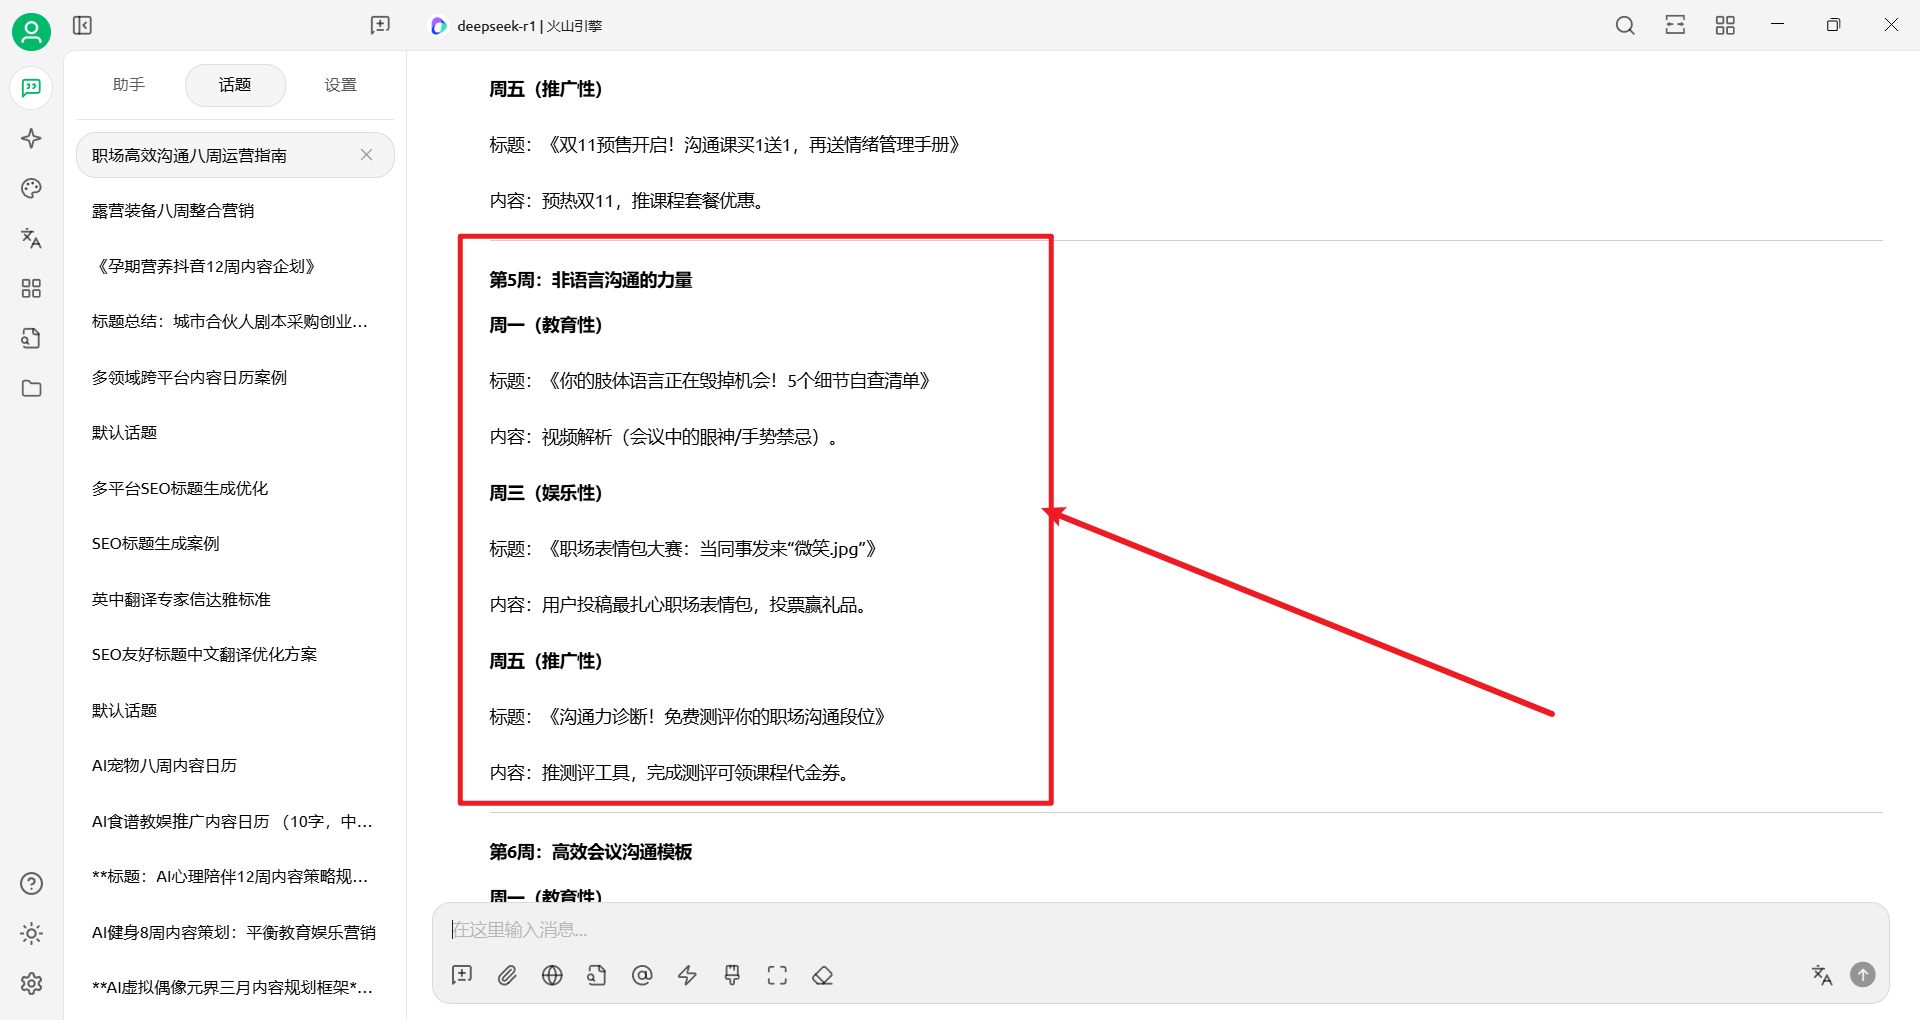 deepseek-r1 | 火山引擎
助手
话题
设置
职场高效沟通八周运营指南
露营装备八周整合营销
《孕期营养抖音12周内容企划》
标题总结：城市合伙人剧本采购创业...
多领域跨平台内容日历案例
默认话题
多平台SEO标题生成优化
SEO标题生成案例
英中翻译专家信达雅标准
SEO友好标题中文翻译优化方案
默认话题
AI宠物八周内容日历
AI食谱教娱推广内容日历 （10字，中...
**标题：AI心理陪伴12周内容策略规...
AI健身8周内容策划：平衡教育娱乐营销
**AI虚拟偶像元界三月内容规划框架*...
周五（推广性）
标题：《双11预售开启！沟通课买1送1，再送情绪管理手册》
内容：预热双11，推课程套餐优惠。
第5周：非语言沟通的力量
周一（教育性）
标题：《你的肢体语言正在毁掉机会！5个细节自查清单》
内容：视频解析（会议中的眼神/手势禁忌）。
周三（娱乐性）
标题：《职场表情包大赛：当同事发来“微笑.jpg”》
内容：用户投稿最扎心职场表情包，投票赢礼品。
周五（推广性）
标题：《沟通力诊断！免费测评你的职场沟通段位》
内容：推测评工具，完成测评可领课程代金券。
第6周：高效会议沟通模板
周一（教育性）
在这里输入消息...